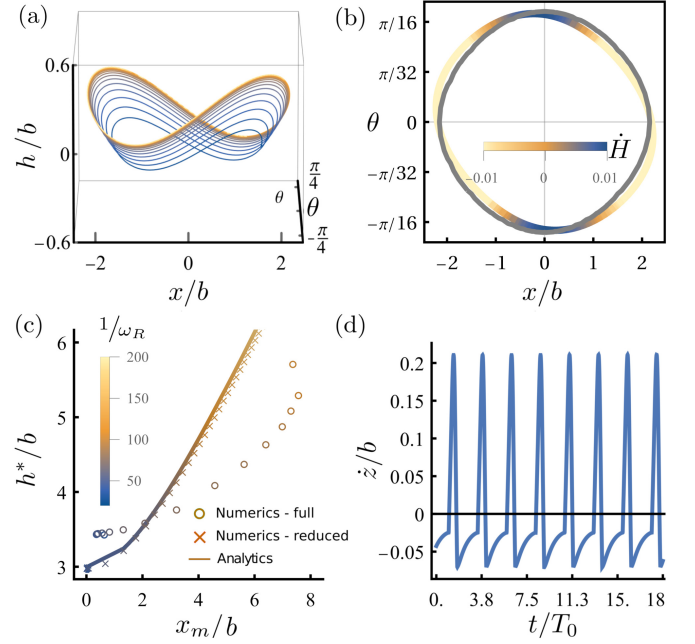 (a)
h/b
0.6
0
−0.6
−2
0
2
x/b
θ
π/4
θ
−π/4
(b)
θ
π/16
π/32
0
−π/32
−π/16
−2
−1
0
1
2
x/b
Ḣ
−0.01
0
0.01
(c)
h*/b
6
5
4
3
0
2
4
6
8
x_m/b
1/ω_R
200
150
100
50
Numerics - full
Numerics - reduced
Analytics
(d)
ż/b
0.2
0.15
0.1
0
−0.05
0.
3.8
7.5
11.3
15.
18
t/T_0